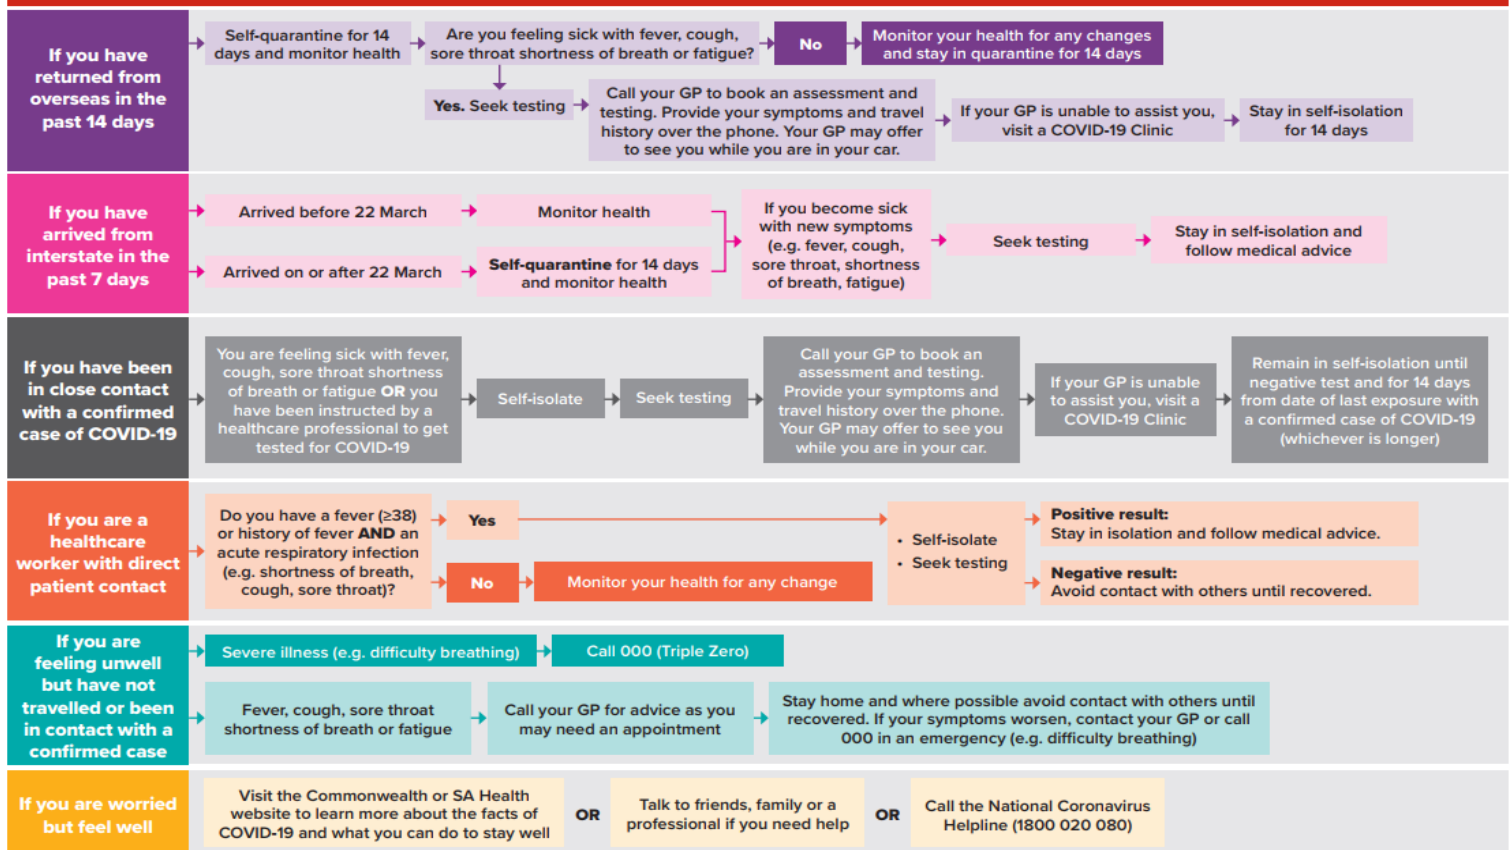 If you have
returned from
overseas in the
past 14 days
Self-quarantine for 14
days and monitor health
Are you feeling sick with fever, cough,
sore throat shortness of breath or fatigue?
No
Monitor your health for any changes
and stay in quarantine for 14 days
Yes. Seek testing
Call your GP to book an assessment and
testing. Provide your symptoms and travel
history over the phone. Your GP may offer
to see you while you are in your car.
If your GP is unable to assist you,
visit a COVID-19 Clinic
Stay in self-isolation
for 14 days
If you have
arrived from
interstate in the
past 7 days
Arrived before 22 March
Monitor health
Arrived on or after 22 March
Self-quarantine for 14 days
and monitor health
If you become sick
with new symptoms
(e.g. fever, cough,
sore throat, shortness
of breath, fatigue)
Seek testing
Stay in self-isolation and
follow medical advice
If you have been
in close contact
with a confirmed
case of COVID-19
You are feeling sick with fever,
cough, sore throat shortness
of breath or fatigue OR you
have been instructed by a
healthcare professional to get
tested for COVID-19
Self-isolate
Seek testing
Call your GP to book an
assessment and testing.
Provide your symptoms and
travel history over the phone.
Your GP may offer to see you
while you are in your car.
If your GP is unable
to assist you, visit a
COVID-19 Clinic
Remain in self-isolation until
negative test and for 14 days
from date of last exposure with
a confirmed case of COVID-19
(whichever is longer)
If you are a
healthcare
worker with direct
patient contact
Do you have a fever (≥38)
or history of fever AND an
acute respiratory infection
(e.g. shortness of breath,
cough, sore throat)?
Yes
No
Monitor your health for any change
• Self-isolate
• Seek testing
Positive result:
Stay in isolation and follow medical advice.
Negative result:
Avoid contact with others until recovered.
If you are
feeling unwell
but have not
travelled or been
in contact with a
confirmed case
Severe illness (e.g. difficulty breathing)
Call 000 (Triple Zero)
Fever, cough, sore throat
shortness of breath or fatigue
Call your GP for advice as you
may need an appointment
Stay home and where possible avoid contact with others until
recovered. If your symptoms worsen, contact your GP or call
000 in an emergency (e.g. difficulty breathing)
If you are worried
but feel well
Visit the Commonwealth or SA Health
website to learn more about the facts of
COVID-19 and what you can do to stay well
OR
Talk to friends, family or a
professional if you need help
OR
Call the National Coronavirus
Helpline (1800 020 080)